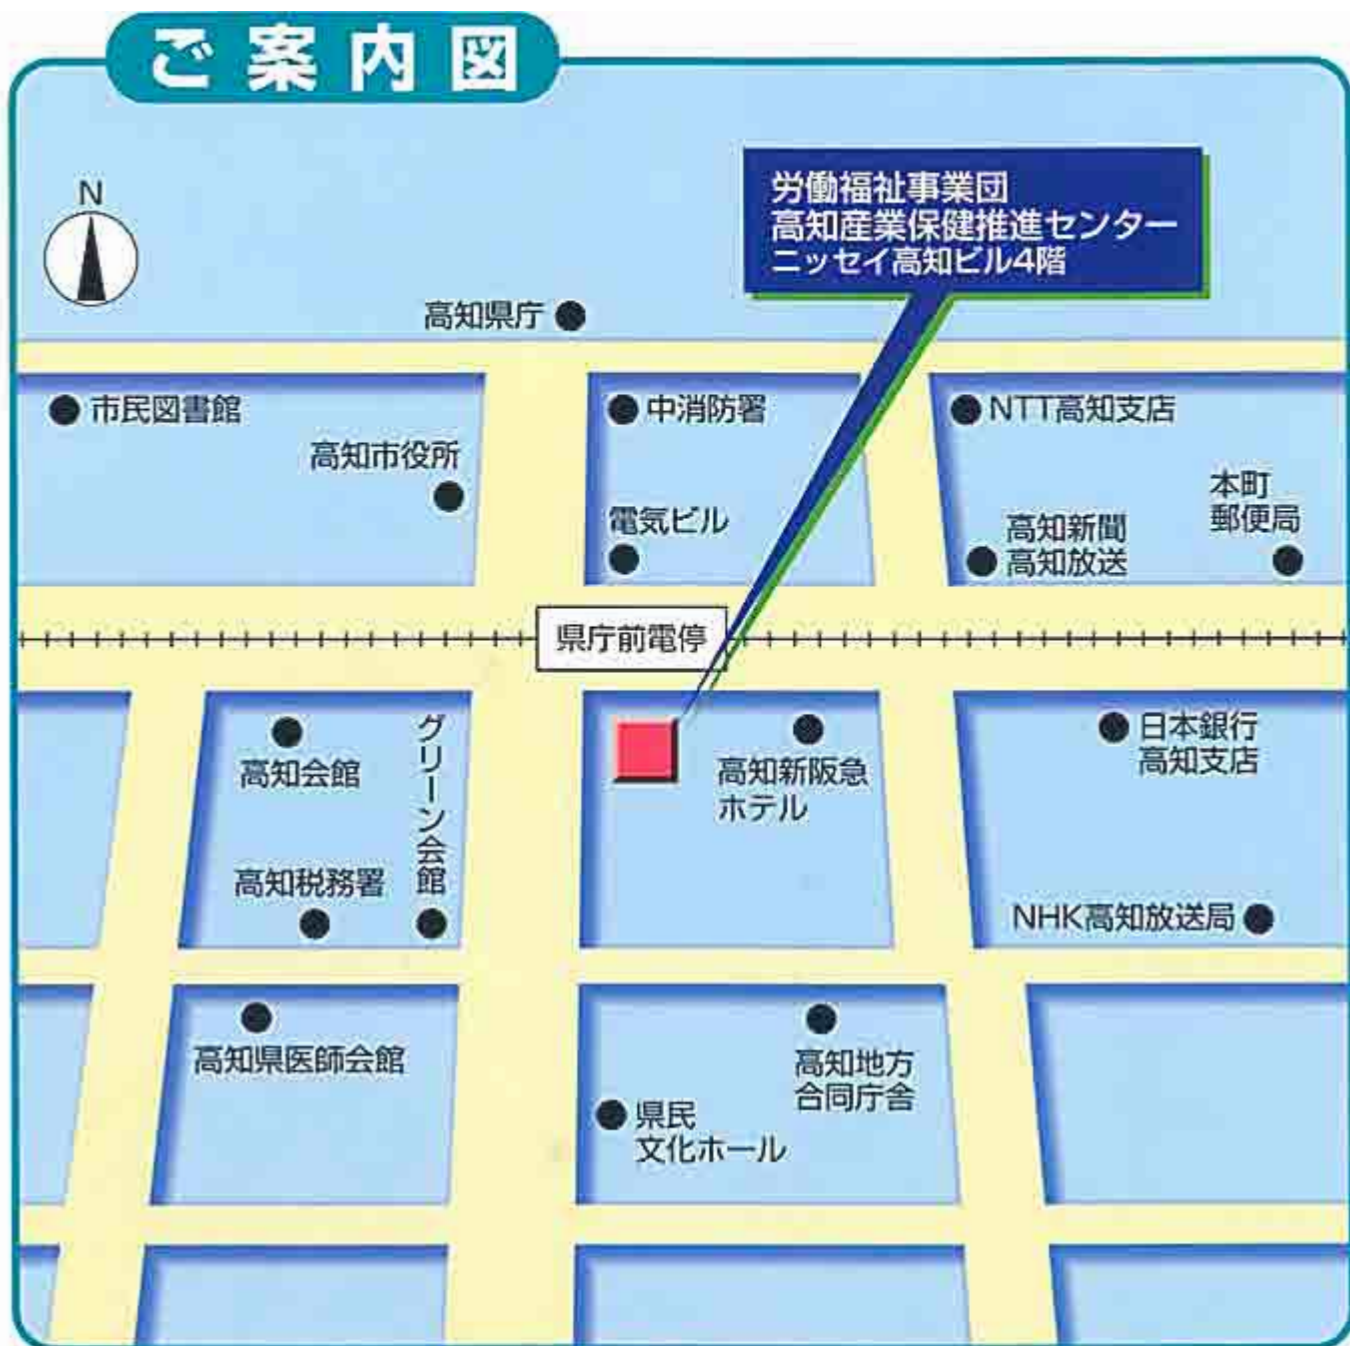 ご案内図
N
労働福祉事業団
高知産業保健推進センター
ニッセイ高知ビル4階
高知県庁
市民図書館
高知市役所
中消防署
電気ビル
NTT高知支店
高知新聞
高知放送
本町
郵便局
県庁前電停
高知会館
グリーン会館
高知税務署
高知新阪急
ホテル
日本銀行
高知支店
NHK高知放送局
高知県医師会館
県民
文化ホール
高知地方
合同庁舎